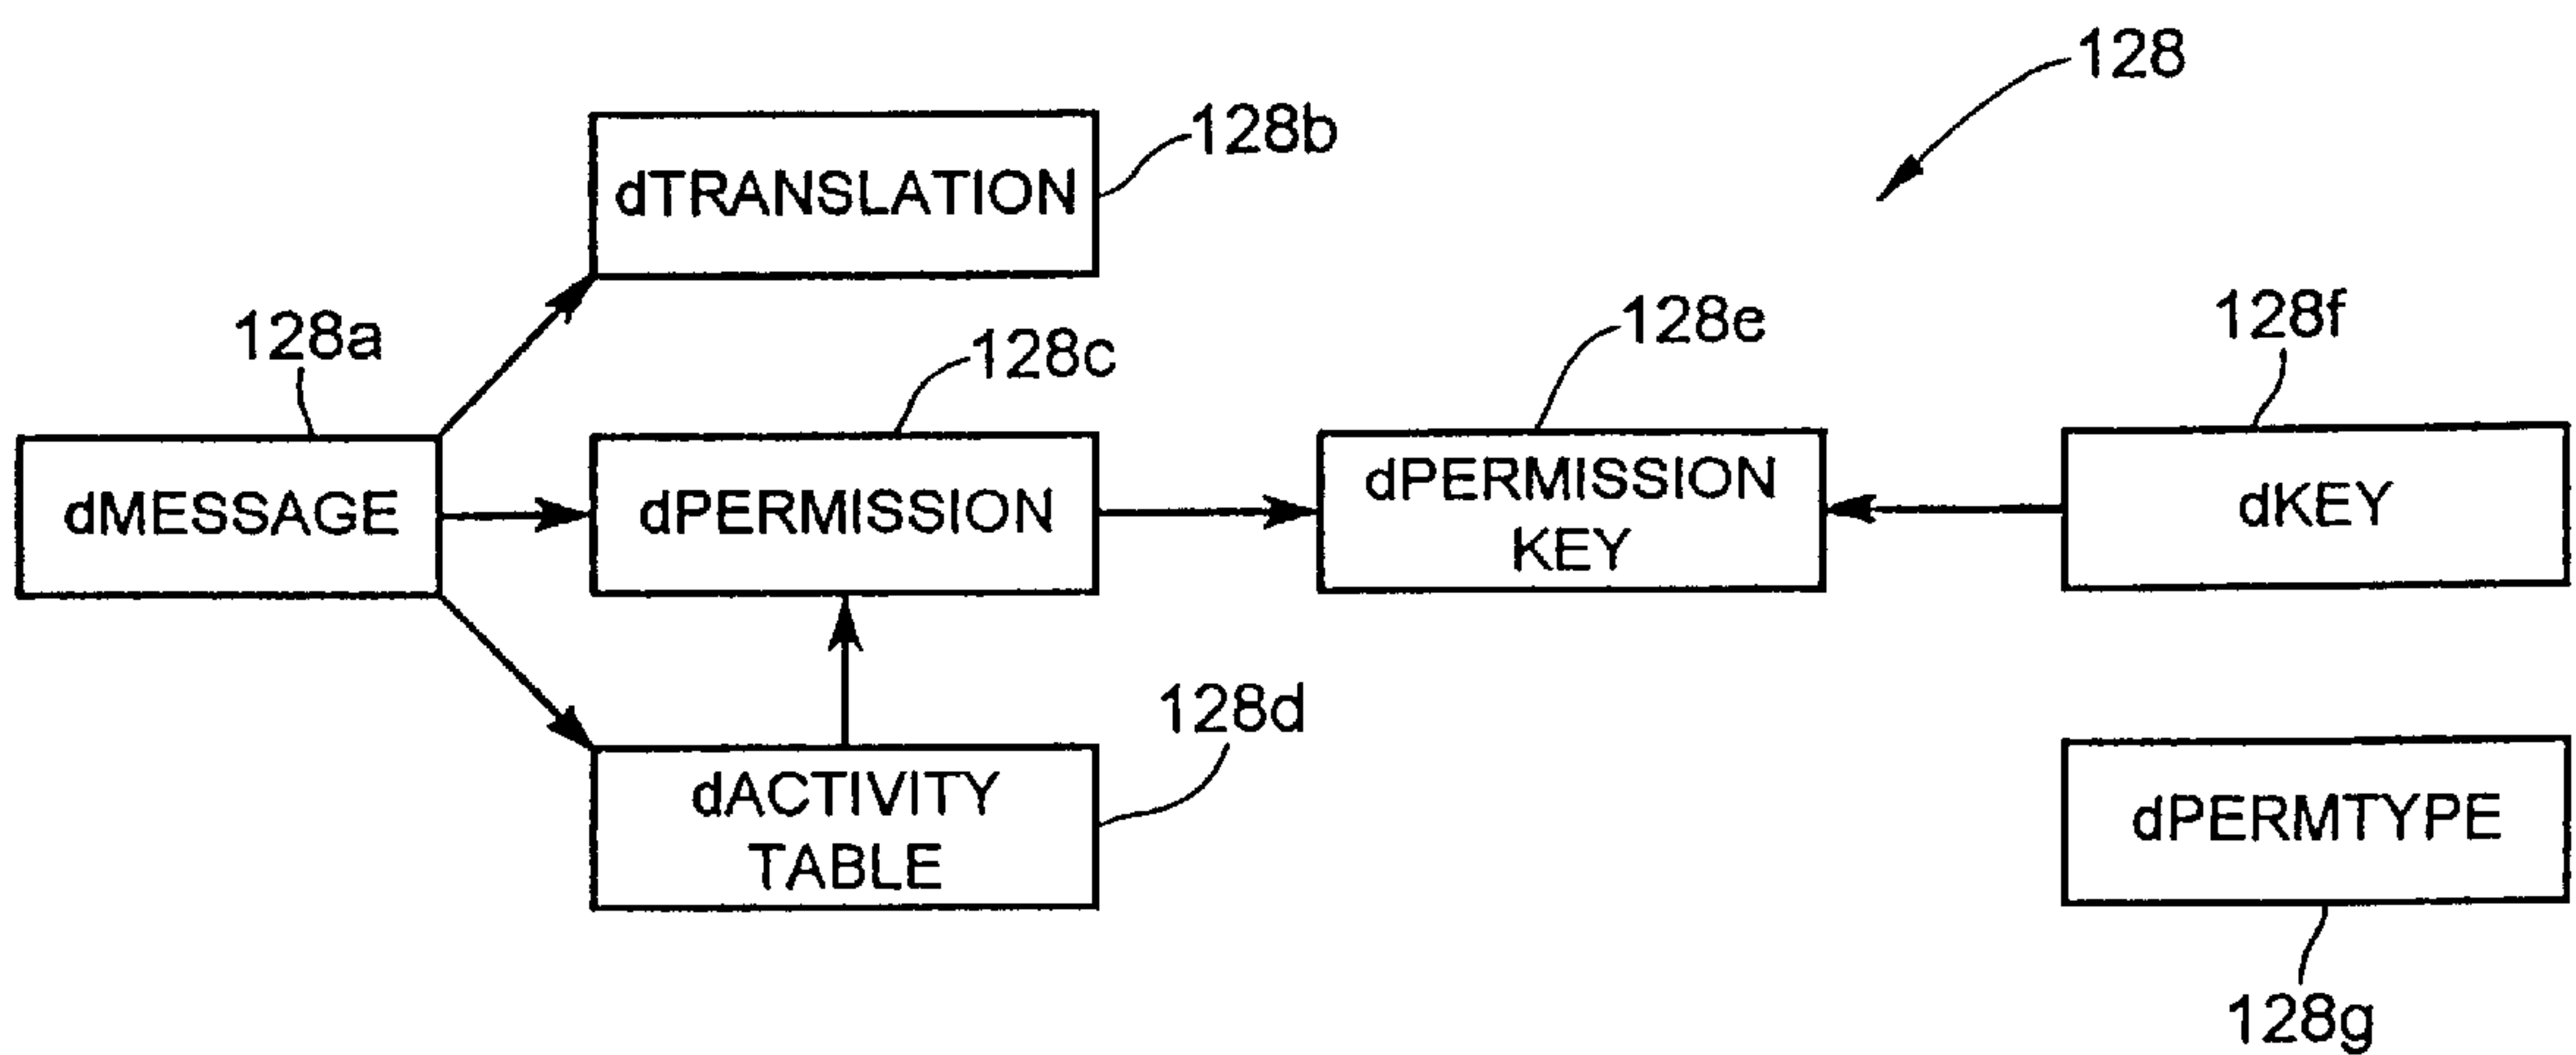 128
128b
dTRANSLATION
128a
128c
128e
128f
dMESSAGE
dPERMISSION
dPERMISSION
KEY
dKEY
128d
dACTIVITY
TABLE
dPERMTYPE
128g